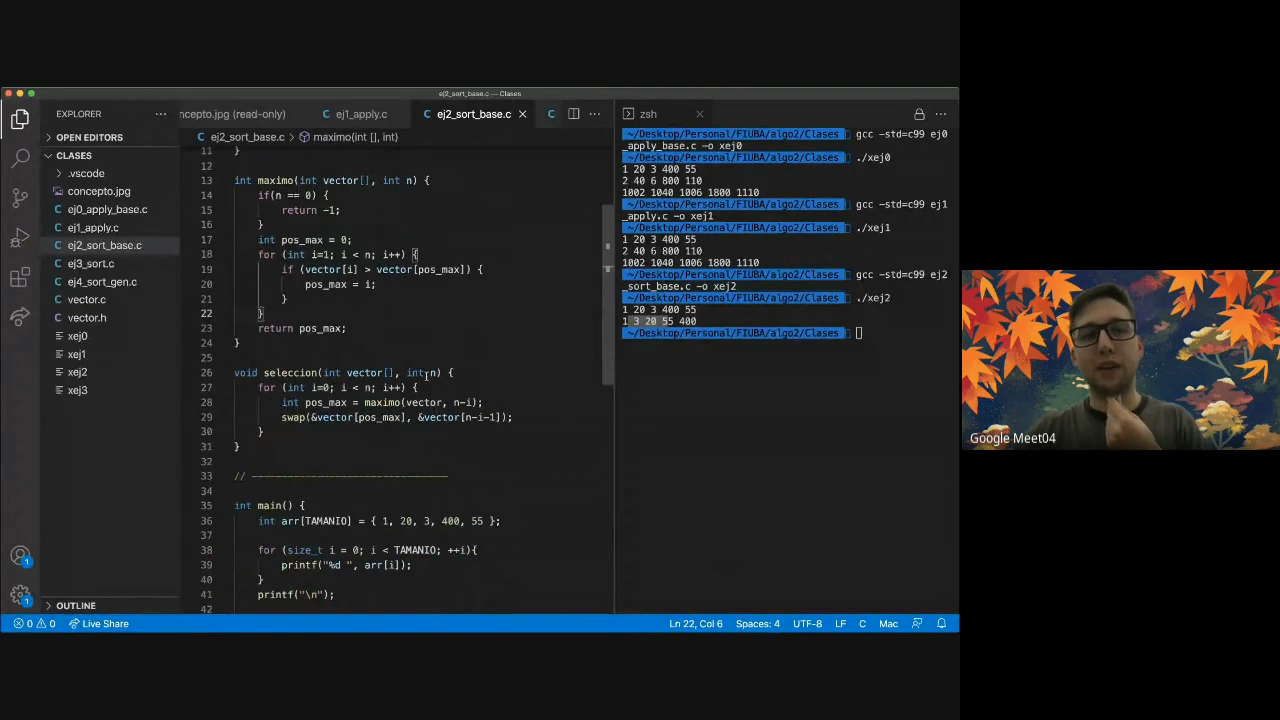 ej2_sort_base.c — Clases
EXPLORER
OPEN EDITORS
CLASES
.vscode
concepto.jpg
ej0_apply_base.c
ej1_apply.c
ej2_sort_base.c
ej3_sort.c
ej4_sort_gen.c
vector.c
vector.h
xej0
xej1
xej2
xej3
OUTLINE
ncepto.jpg (read-only)
C ej1_apply.c
C ej2_sort_base.c
C
C ej2_sort_base.c > maximo(int [], int)
11 }
12
13 int maximo(int vector[], int n) {
14 if(n == 0) {
15 return -1;
16 }
17 int pos_max = 0;
18 for (int i=1; i < n; i++) {
19 if (vector[i] > vector[pos_max]) {
20 pos_max = i;
21 }
22 }
23 return pos_max;
24 }
25
26 void seleccion(int vector[], int n) {
27 for (int i=0; i < n; i++) {
28 int pos_max = maximo(vector, n-i);
29 swap(&vector[pos_max], &vector[n-i-1]);
30 }
31 }
32
33 // ---------------------------------
34
35 int main() {
36 int arr[TAMANIO] = { 1, 20, 3, 400, 55 };
37
38 for (size_t i = 0; i < TAMANIO; ++i){
39 printf("%d ", arr[i]);
40 }
41 printf("\n");
42
zsh
~/Desktop/Personal/FIUBA/algo2/Clases gcc -std=c99 ej0
_apply_base.c -o xej0
~/Desktop/Personal/FIUBA/algo2/Clases ./xej0
1 20 3 400 55
2 40 6 800 110
1002 1040 1006 1800 1110
~/Desktop/Personal/FIUBA/algo2/Clases gcc -std=c99 ej1
_apply.c -o xej1
~/Desktop/Personal/FIUBA/algo2/Clases ./xej1
1 20 3 400 55
2 40 6 800 110
1002 1040 1006 1800 1110
~/Desktop/Personal/FIUBA/algo2/Clases gcc -std=c99 ej2
_sort_base.c -o xej2
~/Desktop/Personal/FIUBA/algo2/Clases ./xej2
1 20 3 400 55
1 3 20 55 400
~/Desktop/Personal/FIUBA/algo2/Clases
Google Meet04
1
1
0 0 Live Share
Ln 22, Col 6 Spaces: 4 UTF-8 LF C Mac